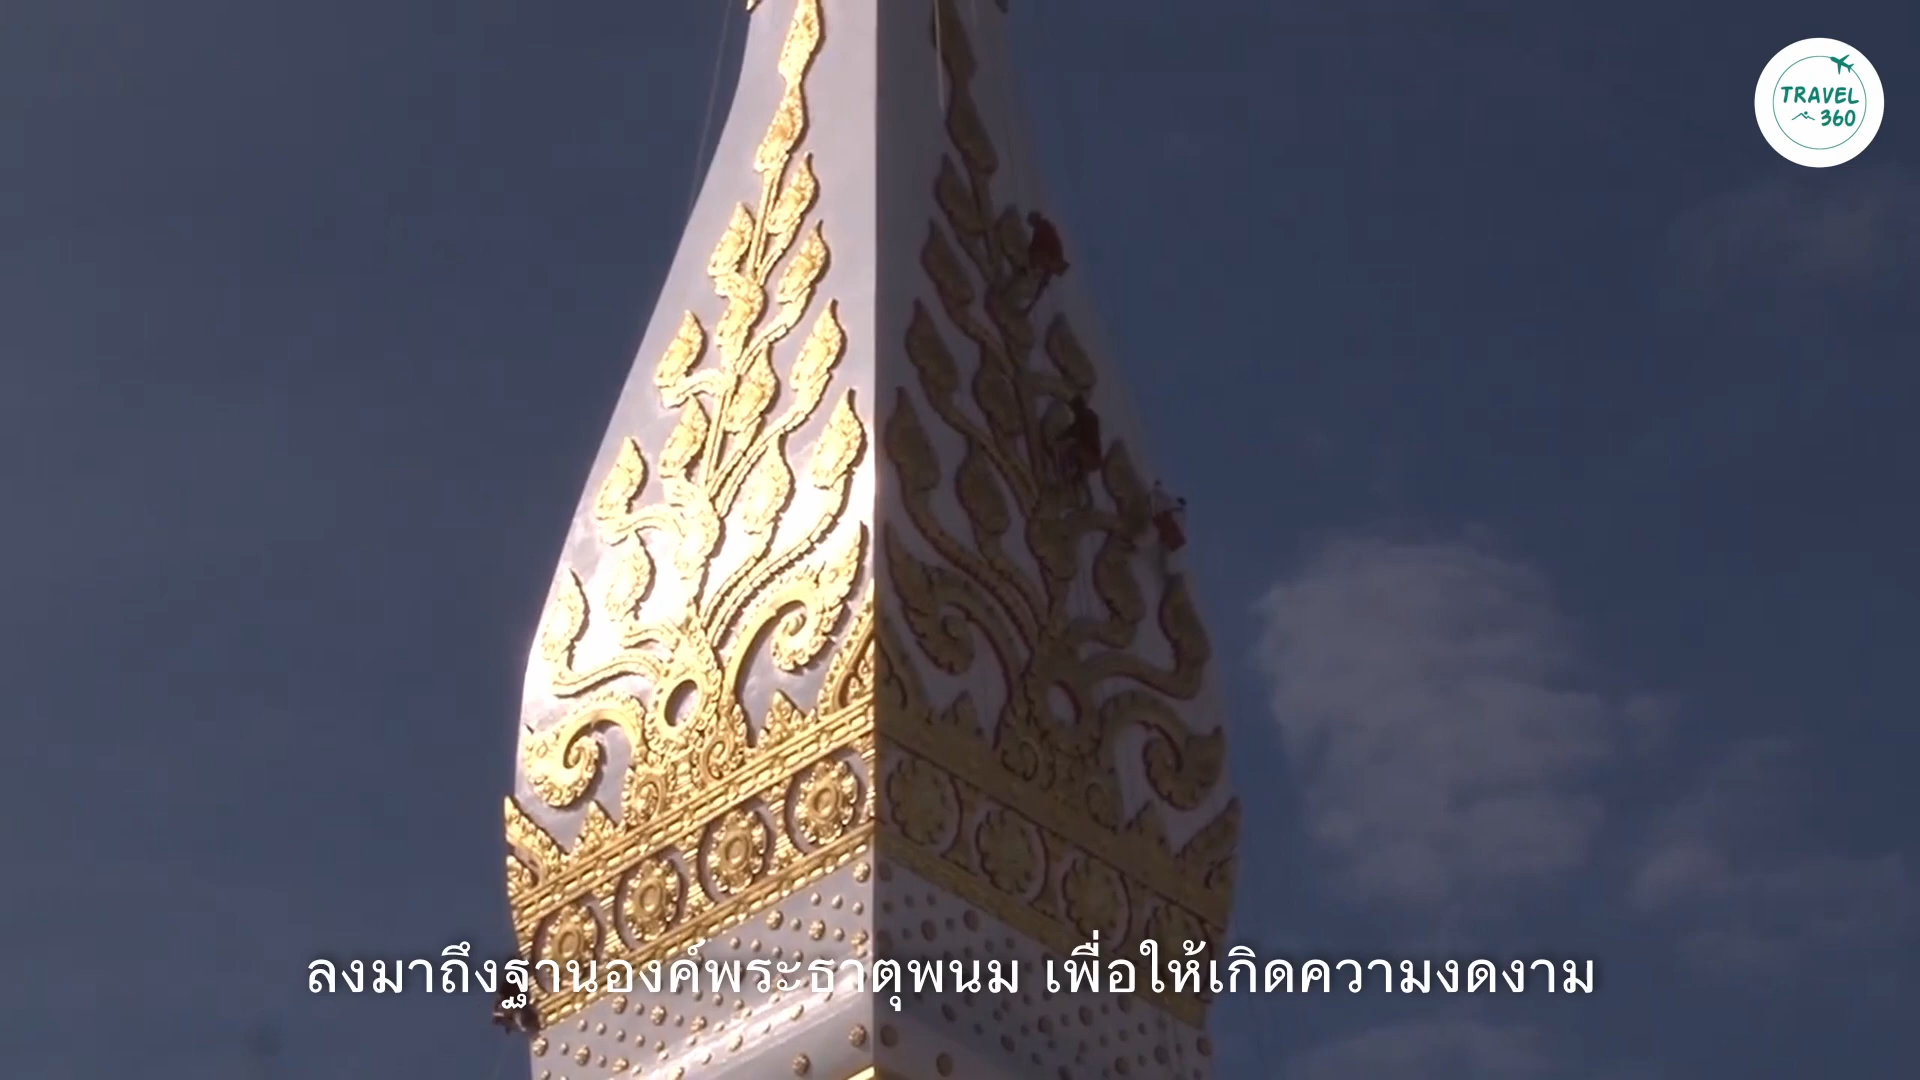 TRAVEL
360
ลงมาถึงฐานองค์พระธาตุพนม เพื่อให้เกิดความงดงาม